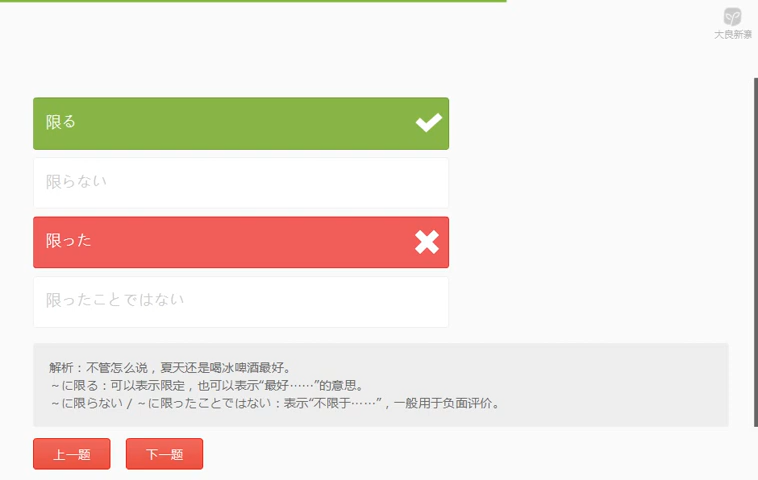 大良新寨
限る
限らない
限った
限ったことではない
解析：不管怎么说，夏天还是喝冰啤酒最好。
～に限る：可以表示限定，也可以表示“最好……”的意思。
～に限らない / ～に限ったことではない：表示“不限于……”，一般用于负面评价。
上一题
下一题